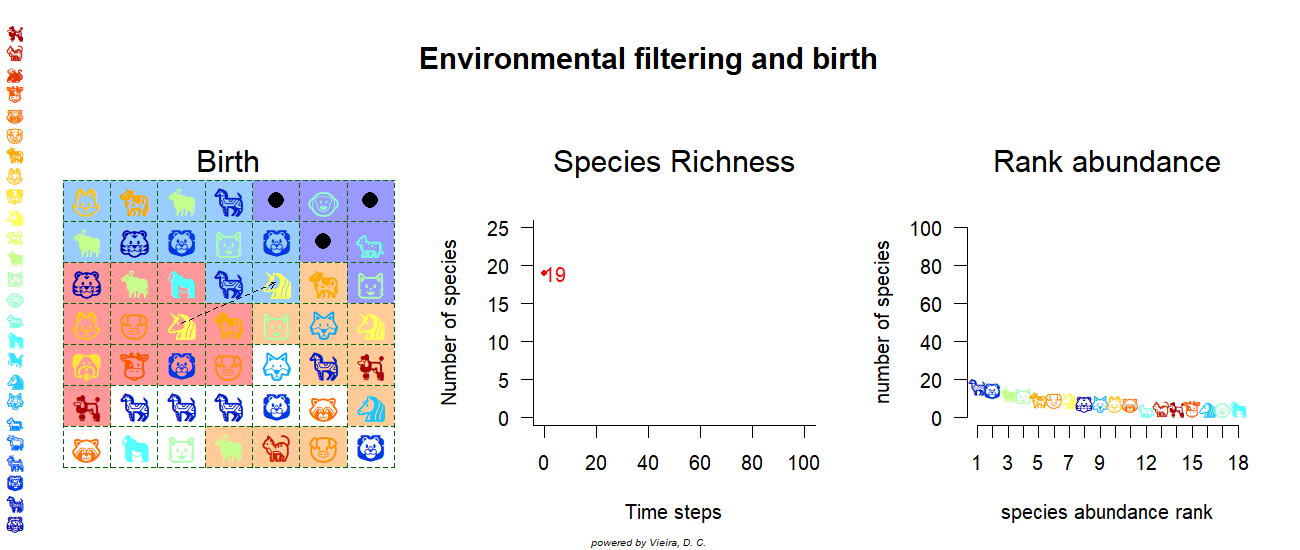 Environmental filtering and birth
Birth
Species Richness
Rank abundance
Number of species
25
20
15
10
5
0
19
0 20 40 60 80 100
Time steps
number of species
100
80
60
40
20
0
1 3 5 7 9 12 15 18
species abundance rank
powered by Vieira, D. C.